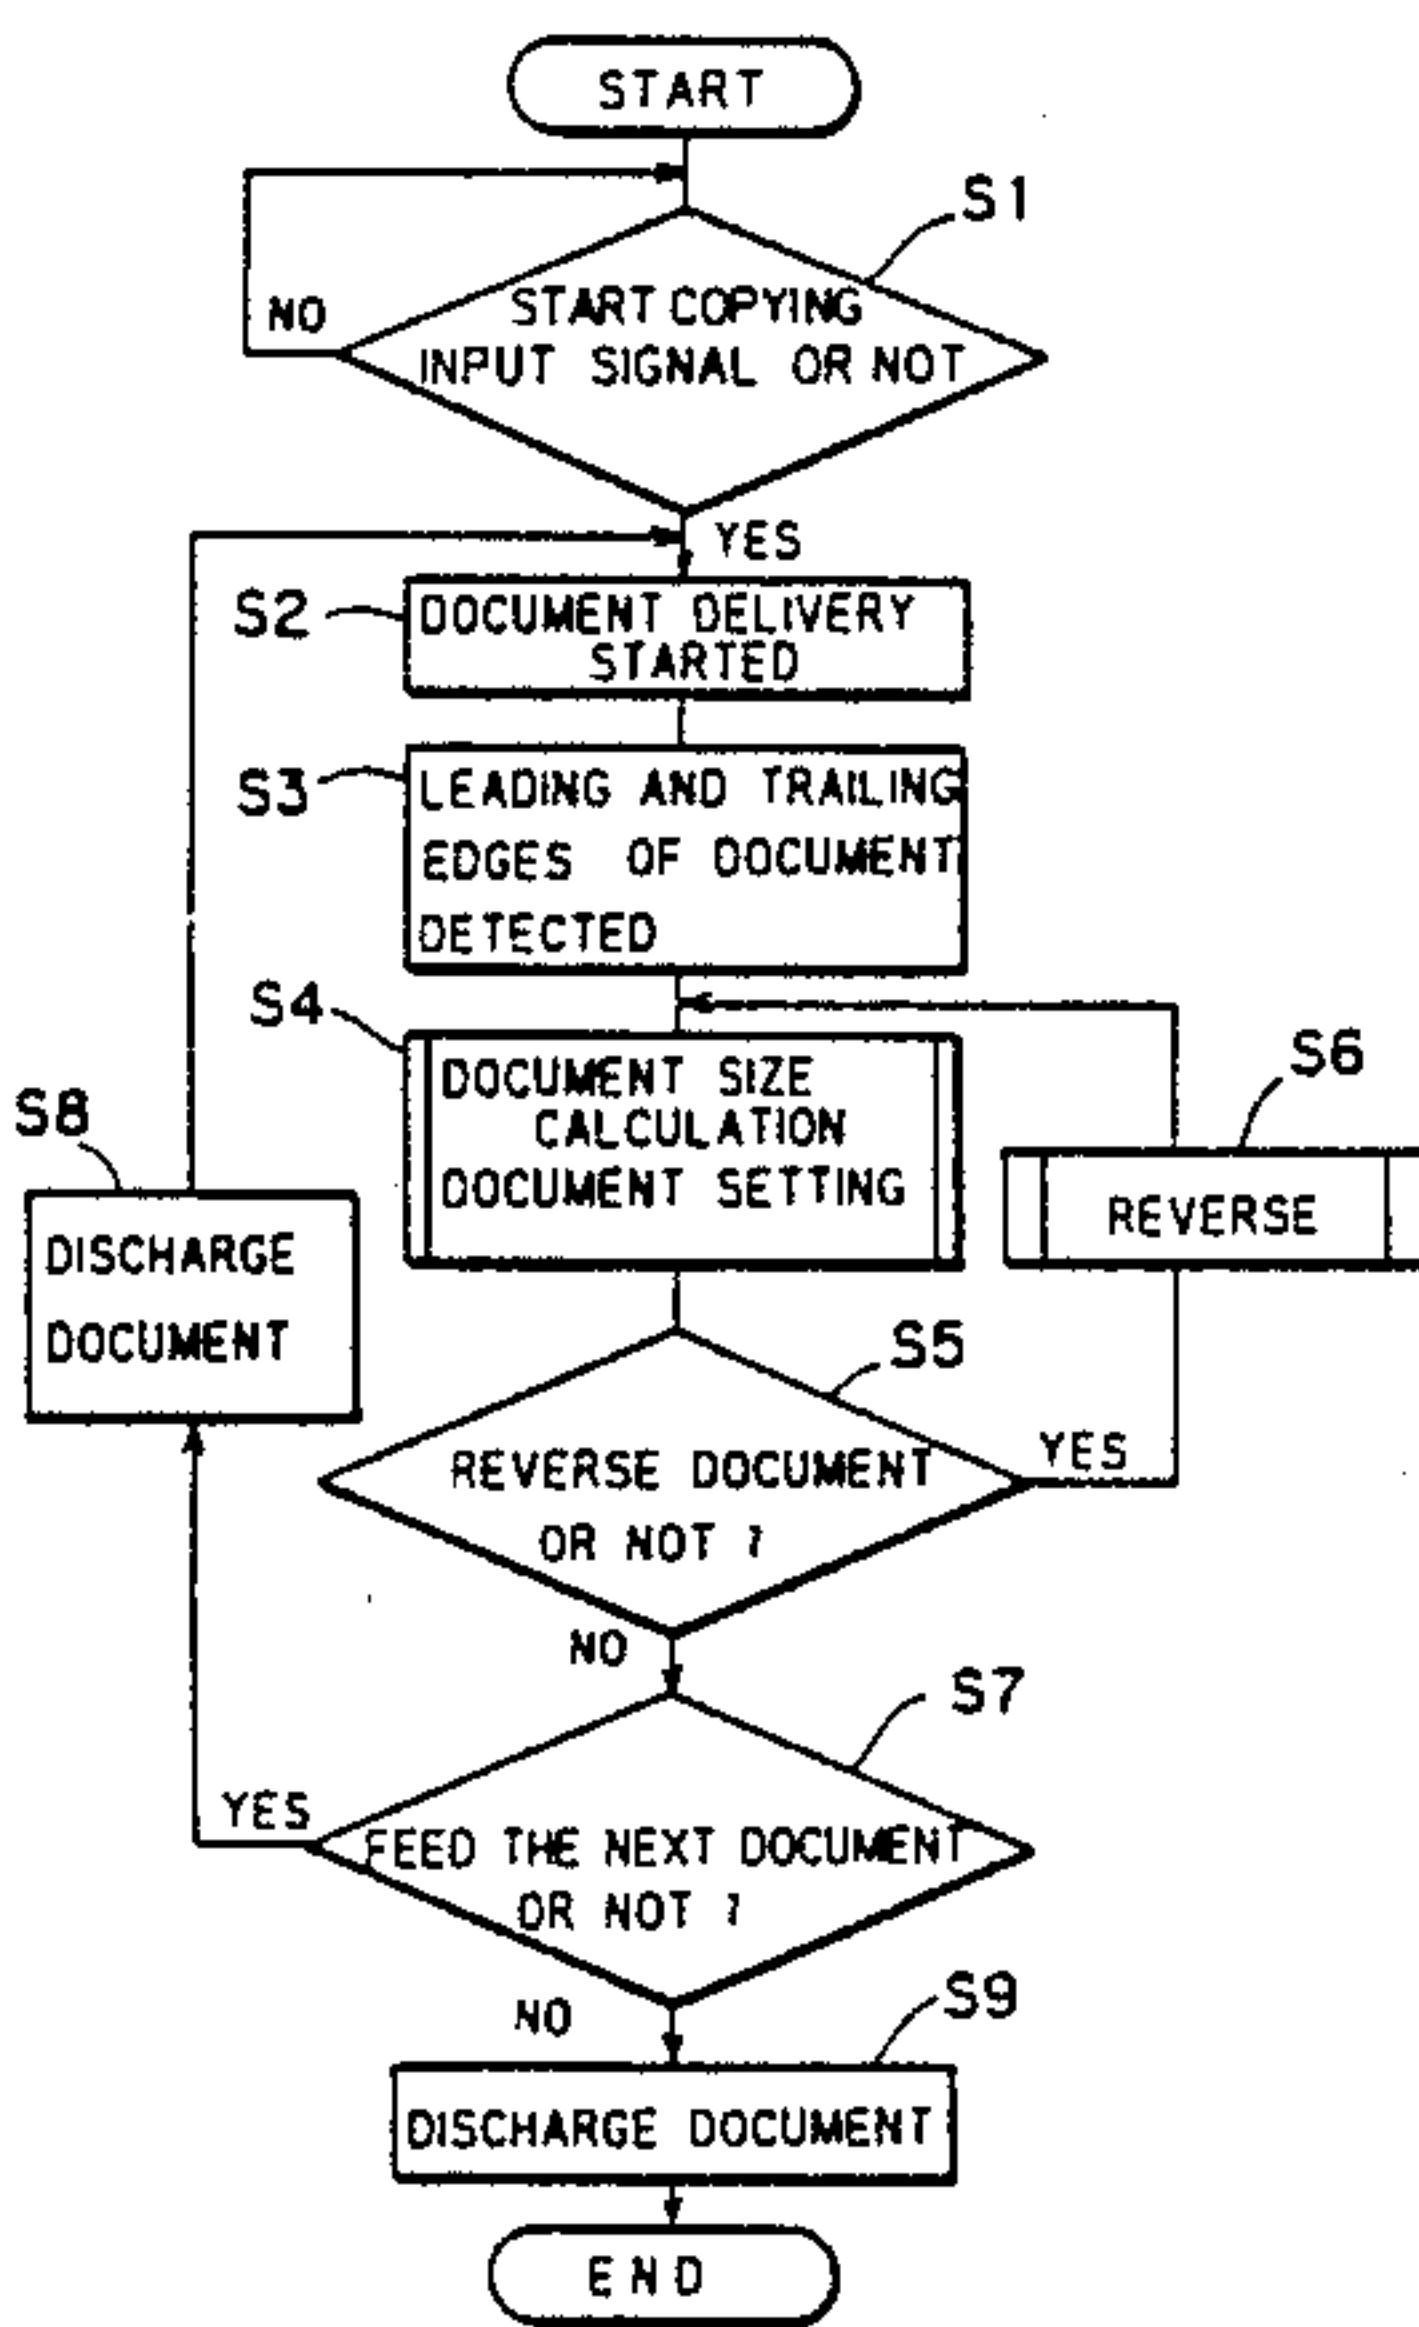 START
S1
NO
START COPYING
INPUT SIGNAL OR NOT
YES
S2
DOCUMENT DELIVERY
STARTED
S3
LEADING AND TRAILING
EDGES OF DOCUMENT
DETECTED
S4
DOCUMENT SIZE
CALCULATION
DOCUMENT SETTING
S6
REVERSE
S8
DISCHARGE
DOCUMENT
S5
REVERSE DOCUMENT
OR NOT ?
YES
NO
S7
YES
FEED THE NEXT DOCUMENT
OR NOT ?
NO
S9
DISCHARGE DOCUMENT
END